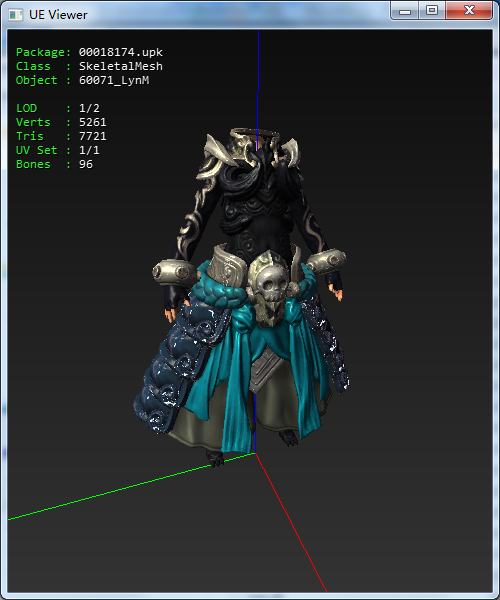 UE Viewer
Package: 00018174.upk
Class : SkeletalMesh
Object : 60071_LynM
LOD : 1/2
Verts : 5261
Tris : 7721
UV Set : 1/1
Bones : 96